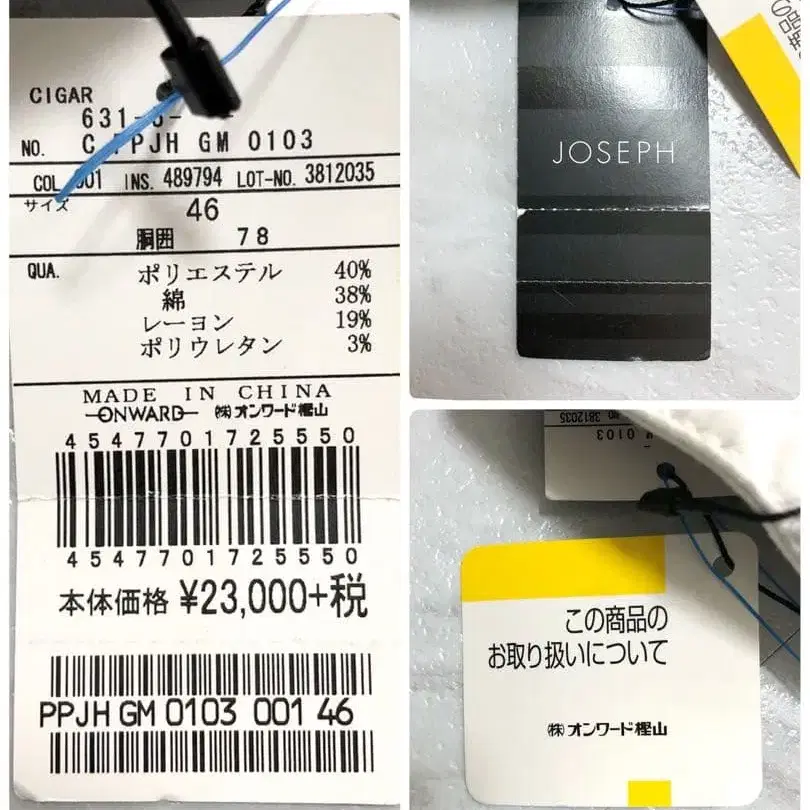 CIGAR
631-
NO. C PPJH GM 0103
COL. 001 INS. 489794 LOT-NO. 3812035
サイズ
46
胴囲 78
QUA. ポリエステル 40%
綿 38%
レーヨン 19%
ポリウレタン 3%
MADE IN CHINA
ONWARD ㈱オンワード樫山
4547701725550
4547701725550
本体価格 ¥23,000+税
PPJH GM 0103 001 46
JOSEPH
3812035
0103
この商品の
お取り扱いについて
㈱オンワード樫山